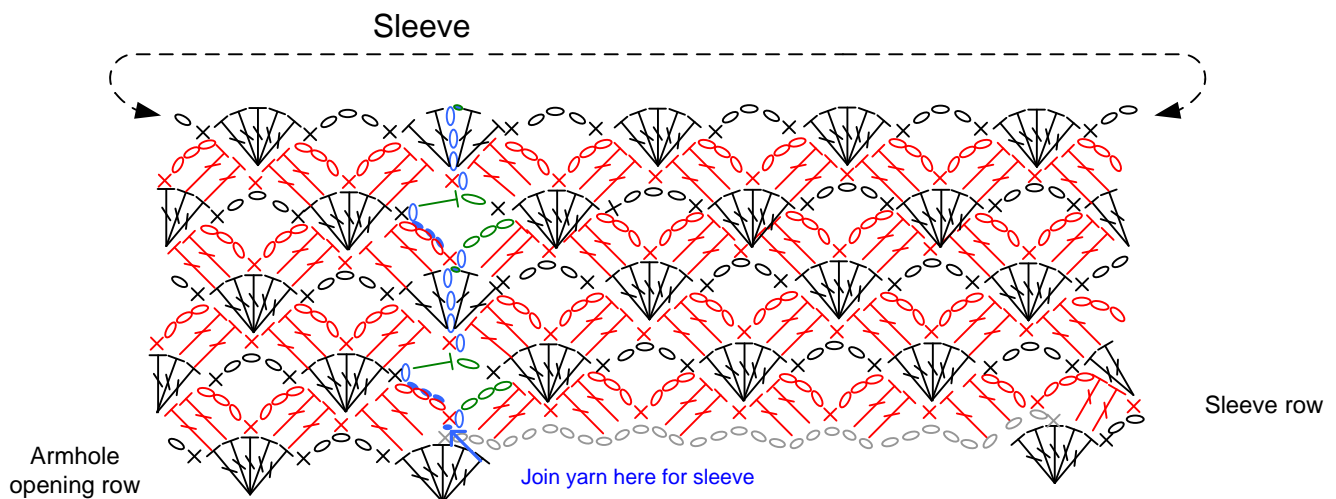 Sleeve
Sleeve row
Armhole
opening row
Join yarn here for sleeve